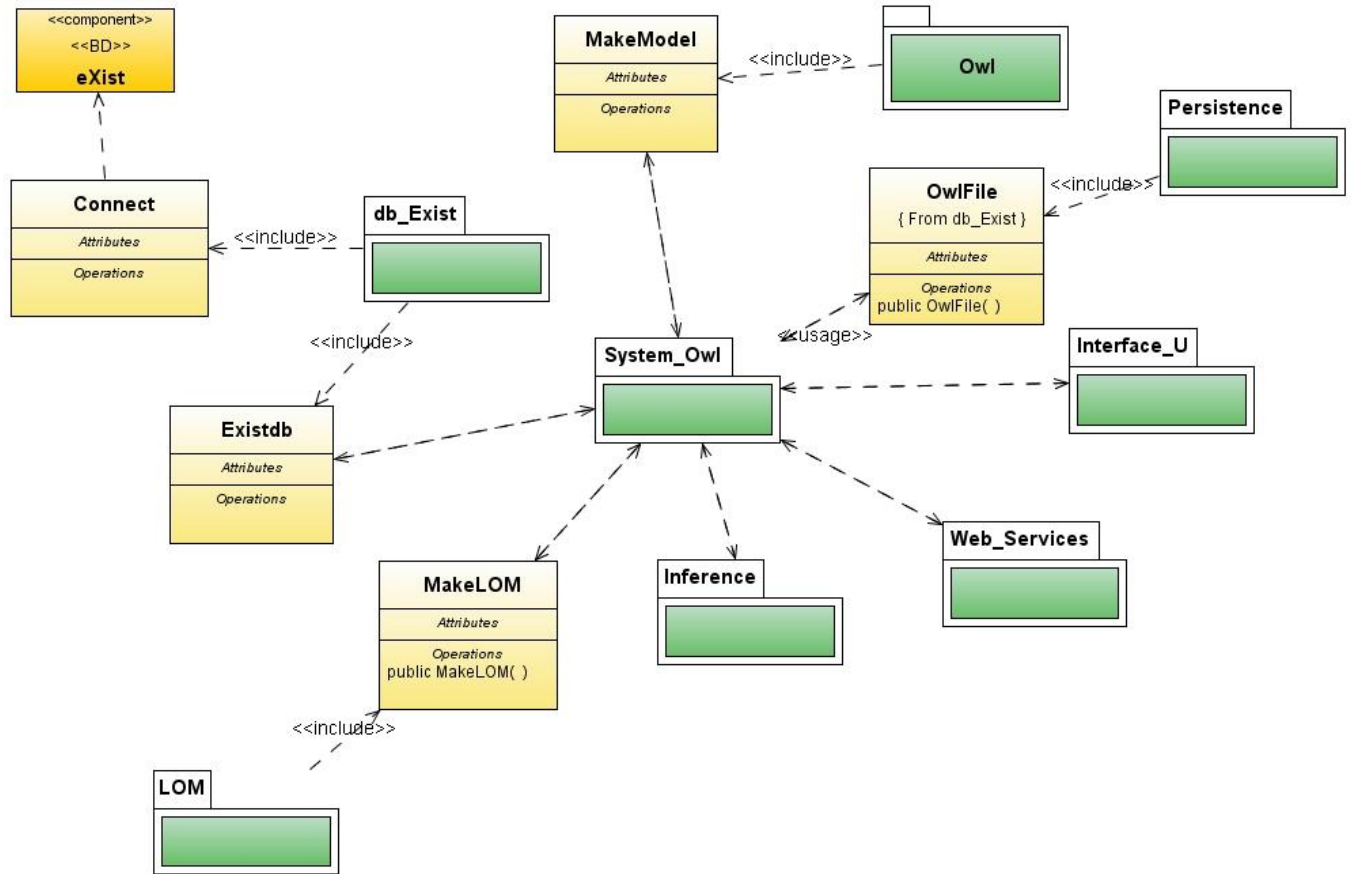 <<component>>
<<BD>>
eXist
MakeModel
Attributes
Operations
<<include>>
Owl
Persistence
Connect
Attributes
Operations
<<include>>
db_Exist
OwlFile
{ From db_Exist }
Attributes
Operations
public OwlFile( )
<<include>>
<<include>>
<<usage>>
System_Owl
Interface_U
Existdb
Attributes
Operations
MakeLOM
Attributes
Operations
public MakeLOM( )
Inference
Web_Services
<<include>>
LOM